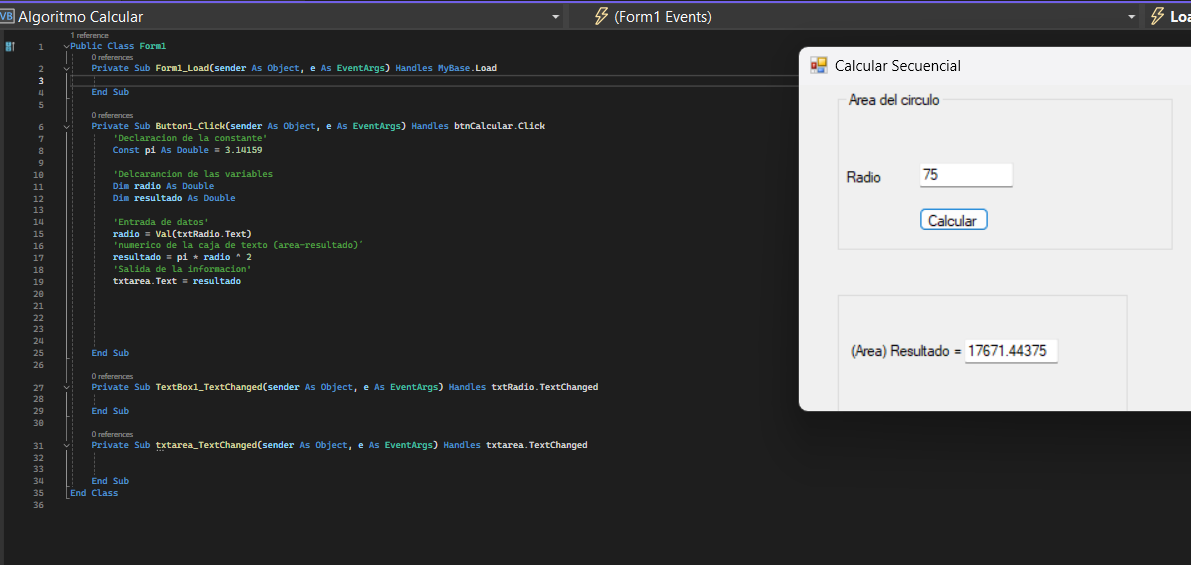 VB Algoritmo Calcular
(Form1 Events)
Loa
1 reference
1 Public Class Form1
0 references
2 Private Sub Form1_Load(sender As Object, e As EventArgs) Handles MyBase.Load
3
4 End Sub
5
0 references
6 Private Sub Button1_Click(sender As Object, e As EventArgs) Handles btnCalcular.Click
7 'Declaracion de la constante'
8 Const pi As Double = 3.14159
9
10 'Delcarancion de las variables
11 Dim radio As Double
12 Dim resultado As Double
13
14 'Entrada de datos'
15 radio = Val(txtRadio.Text)
16 'numerico de la caja de texto (area-resultado)´
17 resultado = pi * radio ^ 2
18 'Salida de la informacion'
19 txtarea.Text = resultado
20
21
22
23
24
25 End Sub
26
0 references
27 Private Sub TextBox1_TextChanged(sender As Object, e As EventArgs) Handles txtRadio.TextChanged
28
29 End Sub
30
0 references
31 Private Sub txtarea_TextChanged(sender As Object, e As EventArgs) Handles txtarea.TextChanged
32
33
34 End Sub
35 End Class
36
Calcular Secuencial
Area del circulo
Radio 75
Calcular
(Area) Resultado = 17671.44375